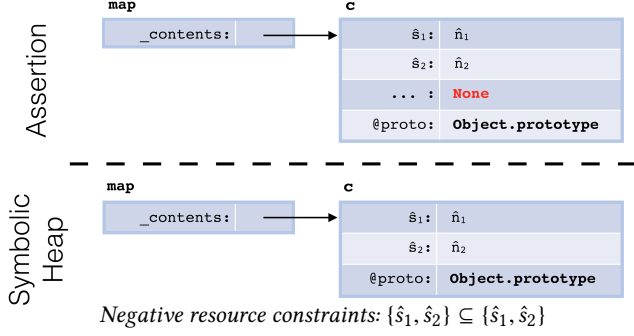 Assertion
map
c
_contents:
ŝ₁: n̂₁
ŝ₂: n̂₂
... : None
@proto: Object.prototype
Symbolic
Heap
map
c
_contents:
ŝ₁: n̂₁
ŝ₂: n̂₂
@proto: Object.prototype
Negative resource constraints: {ŝ₁, ŝ₂} ⊆ {ŝ₁, ŝ₂}